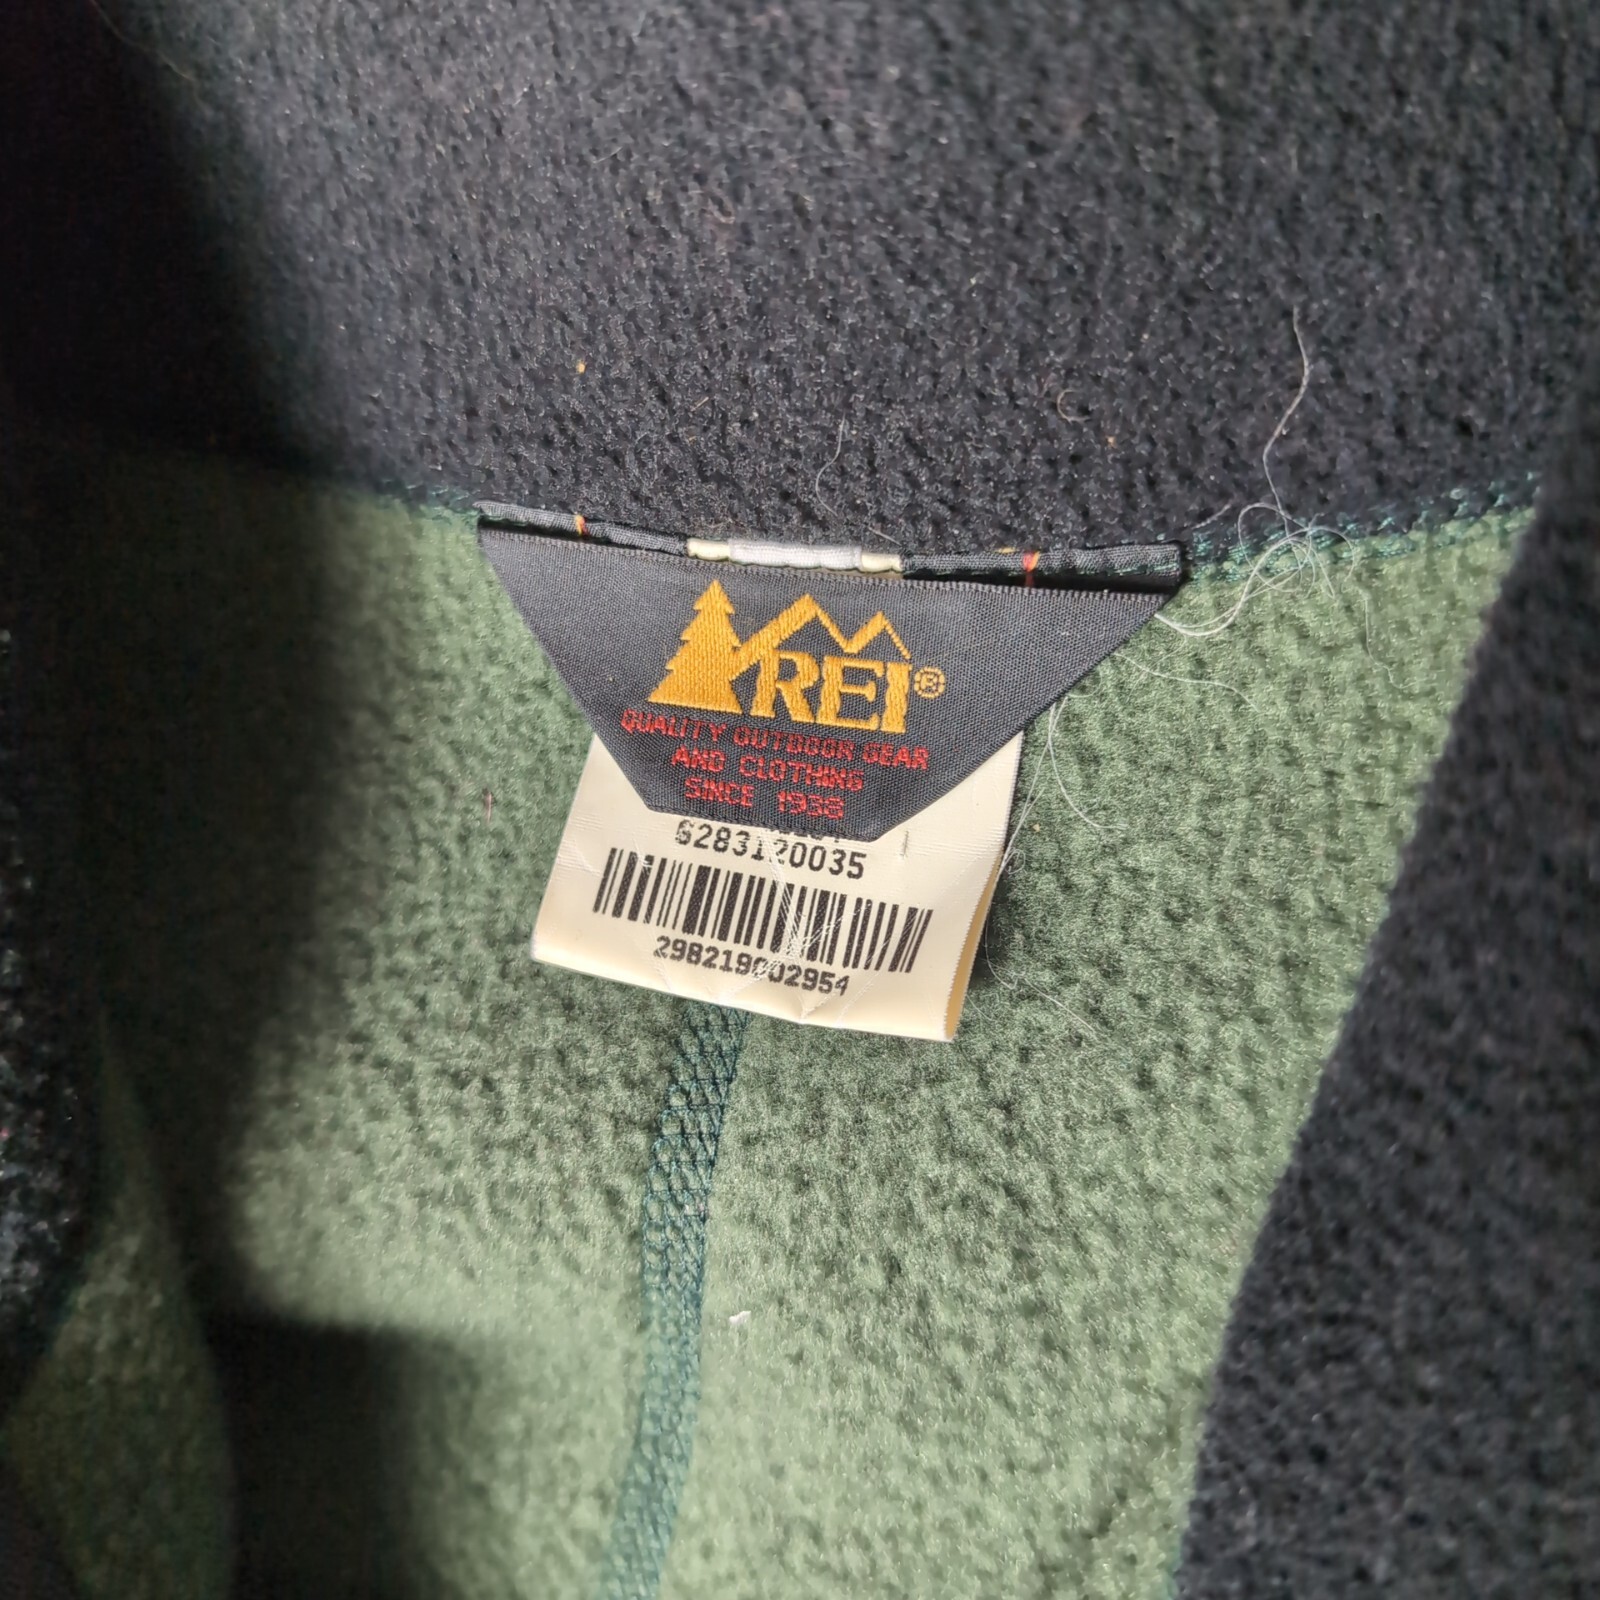 REI®
QUALITY OUTDOOR GEAR
AND CLOTHING
SINCE 1938
6283120035
298219002954